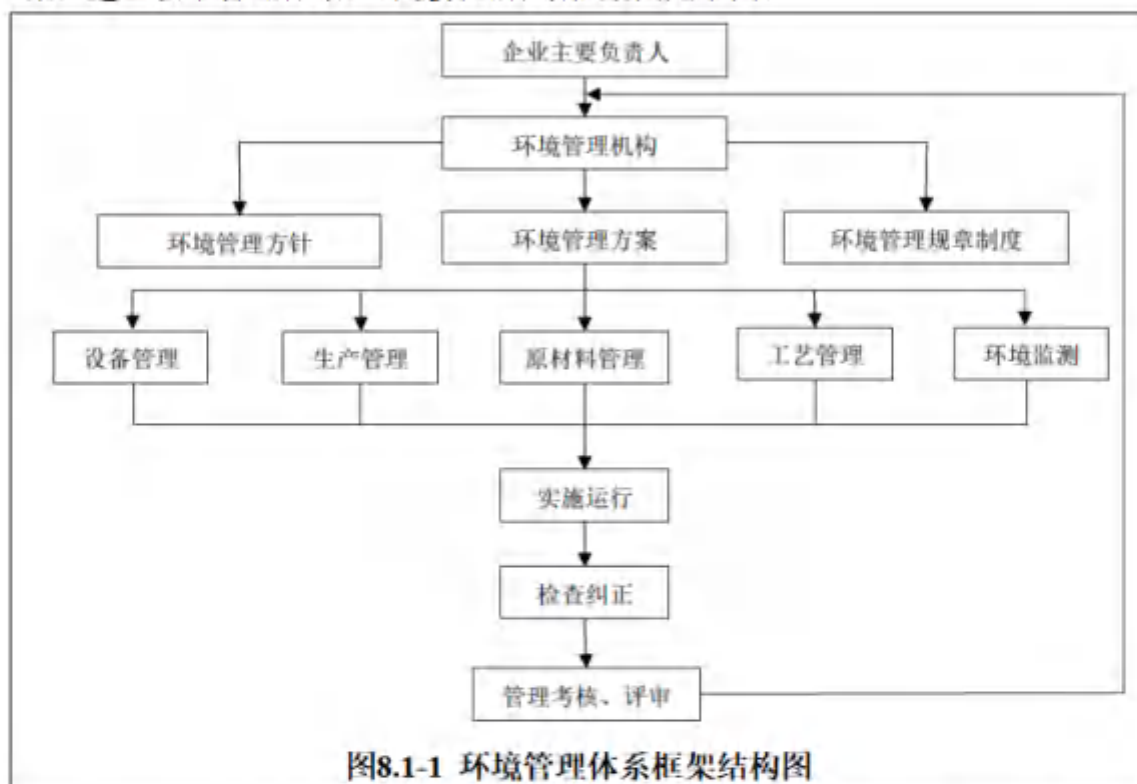 企业主要负责人
环境管理机构
环境管理方针 环境管理方案 环境管理规章制度
设备管理 生产管理 原材料管理 工艺管理 环境监测
实施运行
检查纠正
管理考核、评审
图8.1-1 环境管理体系框架结构图